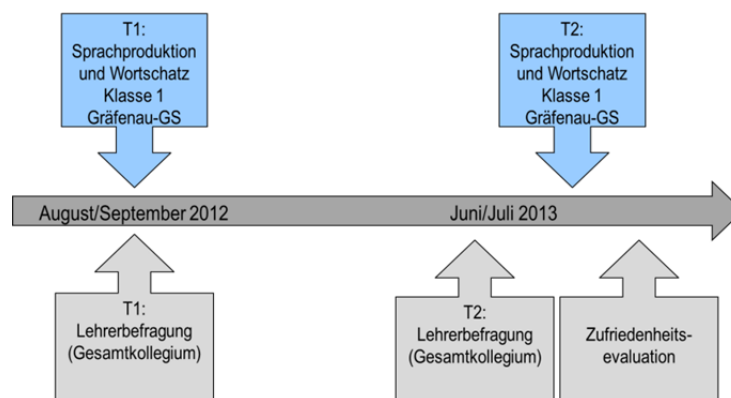 T1:
Sprachproduktion
und Wortschatz
Klasse 1
Gräfenau-GS
T2:
Sprachproduktion
und Wortschatz
Klasse 1
Gräfenau-GS
August/September 2012
Juni/Juli 2013
T1:
Lehrerbefragung
(Gesamtkollegium)
T2:
Lehrerbefragung
(Gesamtkollegium)
Zufriedenheits-
evaluation